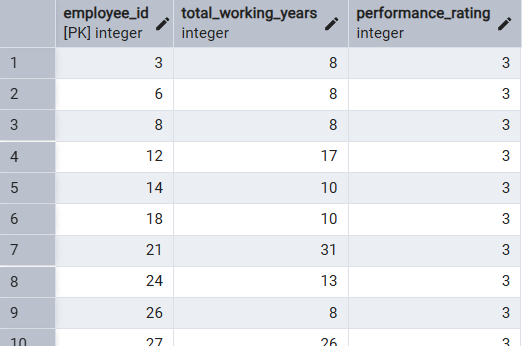 employee_id total_working_years performance_rating
[PK] integer integer integer
1 3 8 3
2 6 8 3
3 8 8 3
4 12 17 3
5 14 10 3
6 18 10 3
7 21 31 3
8 24 13 3
9 26 8 3
10 27 26 3